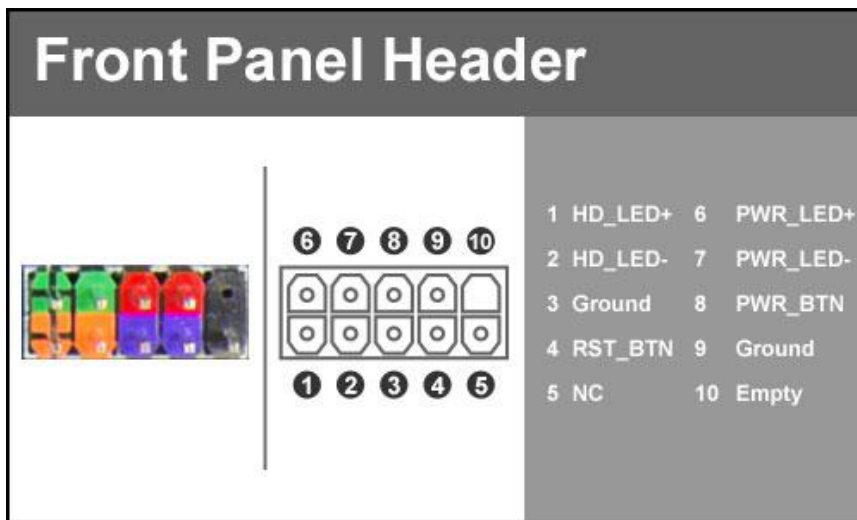 Front Panel Header
6 7 8 9 10
1 2 3 4 5
1 HD_LED+ 6 PWR_LED+
2 HD_LED- 7 PWR_LED-
3 Ground 8 PWR_BTN
4 RST_BTN 9 Ground
5 NC 10 Empty